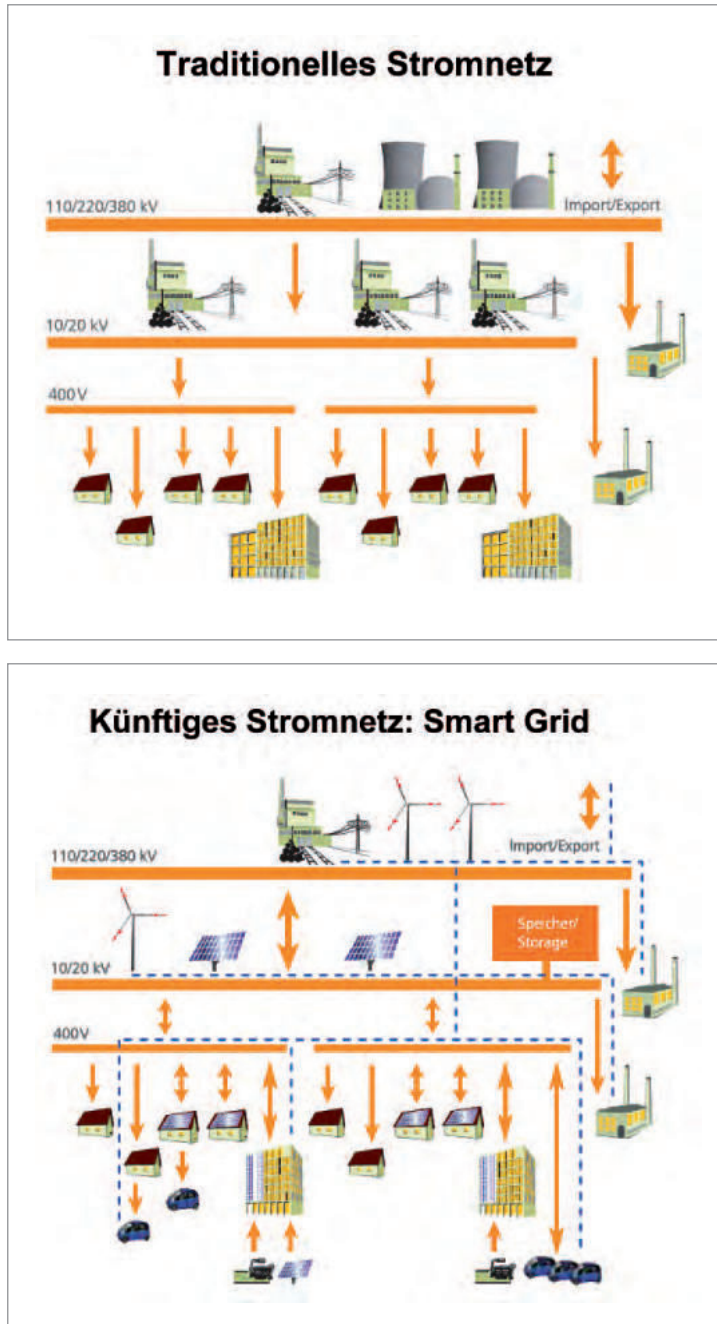 Traditionelles Stromnetz
110/220/380 kV
Import/Export
10/20 kV
400V
Künftiges Stromnetz: Smart Grid
Import/Export
110/220/380 kV
Speicher/
Storage
10/20 kV
400V